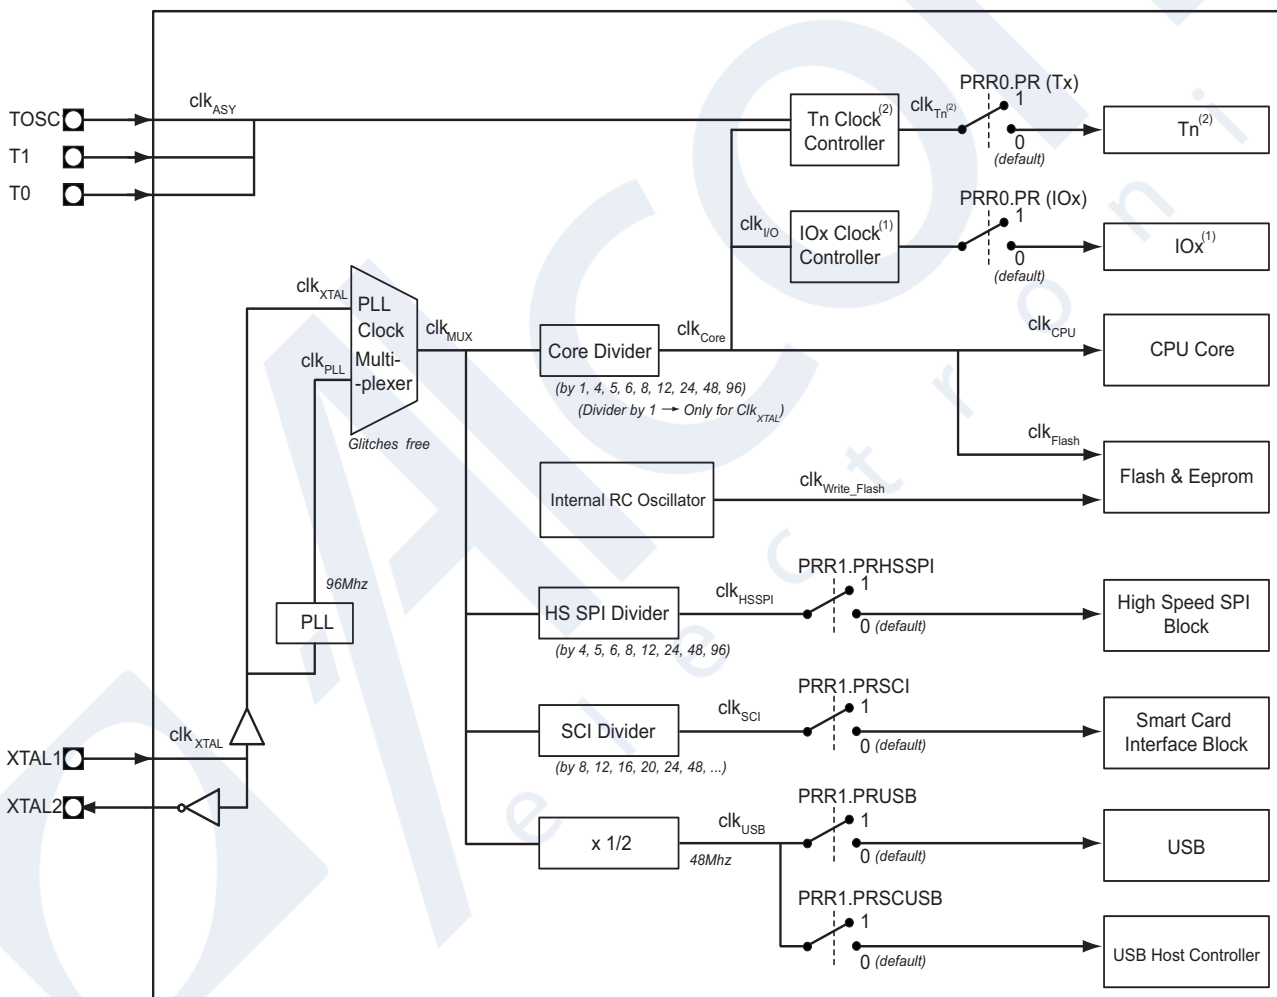 TOSC
T1
T0
clkASY
Tn Clock(2)
Controller
clkTn(2)
PRR0.PR (Tx)
1
0
(default)
Tn(2)
clkI/O
IOx Clock(1)
Controller
PRR0.PR (IOx)
1
0
(default)
IOx(1)
clkXTAL
PLL
Clock
Multi-
-plexer
clkPLL
Glitches free
clkMUX
Core Divider
(by 1, 4, 5, 6, 8, 12, 24, 48, 96)
(Divider by 1 → Only for ClkXTAL)
clkCore
clkCPU
CPU Core
clkFlash
Flash & Eeprom
Internal RC Oscillator
clkWrite_Flash
96Mhz
PLL
HS SPI Divider
(by 4, 5, 6, 8, 12, 24, 48, 96)
clkHSSPI
PRR1.PRHSSPI
1
0 (default)
High Speed SPI
Block
XTAL1
XTAL2
clkXTAL
SCI Divider
(by 8, 12, 16, 20, 24, 48, ...)
clkSCI
PRR1.PRSCI
1
0 (default)
Smart Card
Interface Block
x 1/2
clkUSB
48Mhz
PRR1.PRUSB
1
0 (default)
USB
PRR1.PRSCUSB
1
0 (default)
USB Host Controller